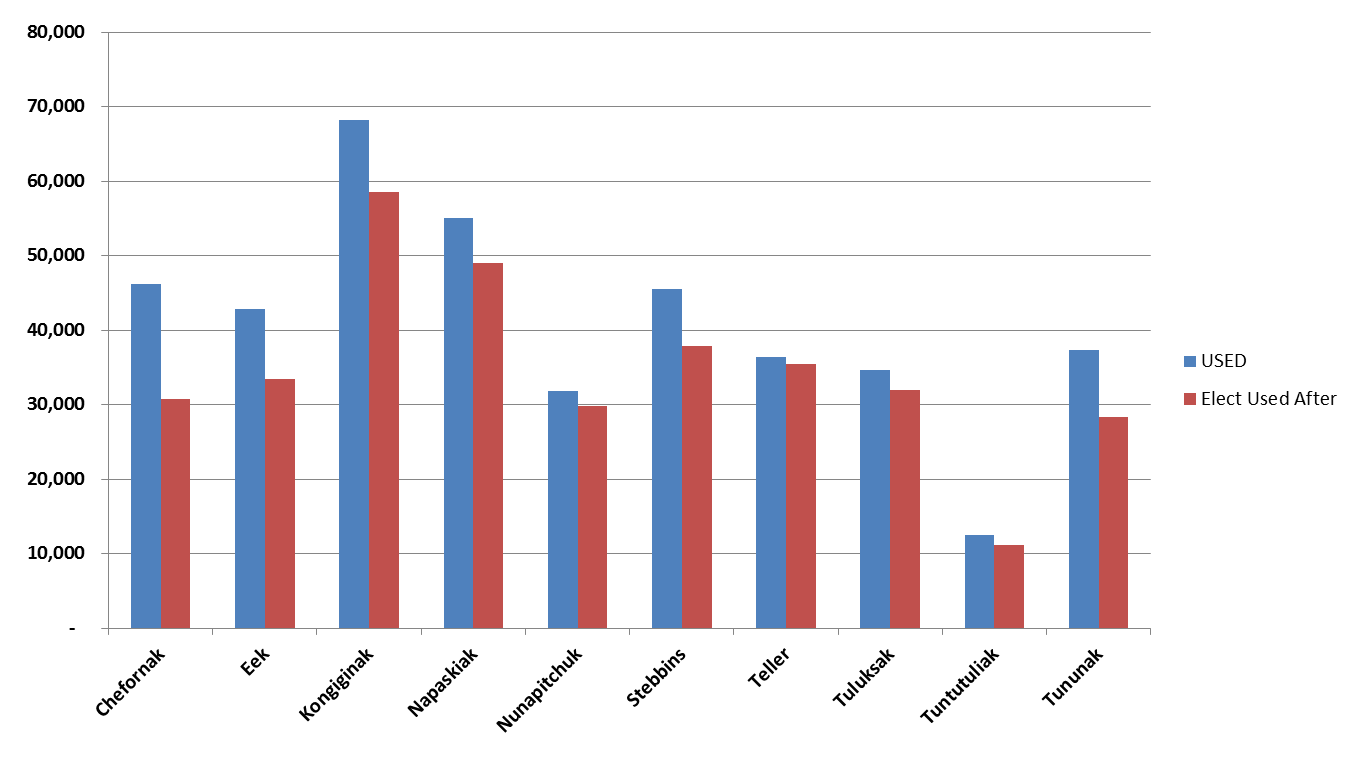 80,000
70,000
60,000
50,000
40,000
30,000
20,000
10,000
-
Chefornak
Eek
Kongiginak
Napaskiak
Nunapitchuk
Stebbins
Teller
Tuluksak
Tuntutuliak
Tununak
USED
Elect Used After